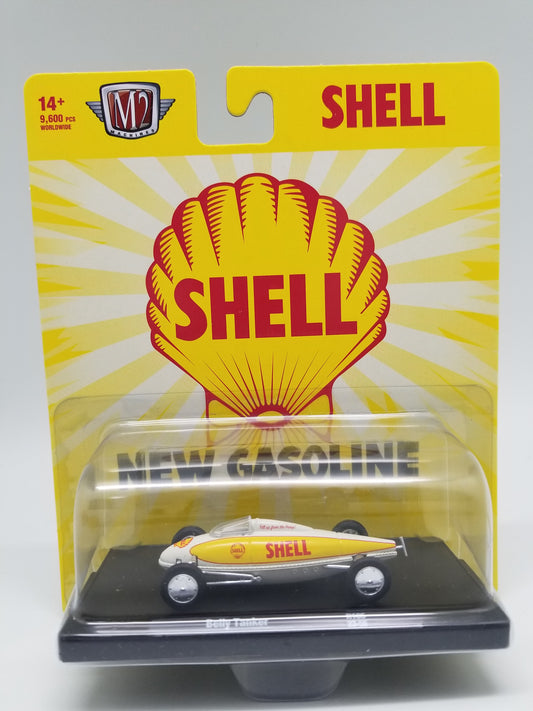 14+
9,600 PCS
WORLDWIDE
M2
MACHINES
SHELL
SHELL
NEW GASOLINE
SHELL
SHELL
Belly Tanker